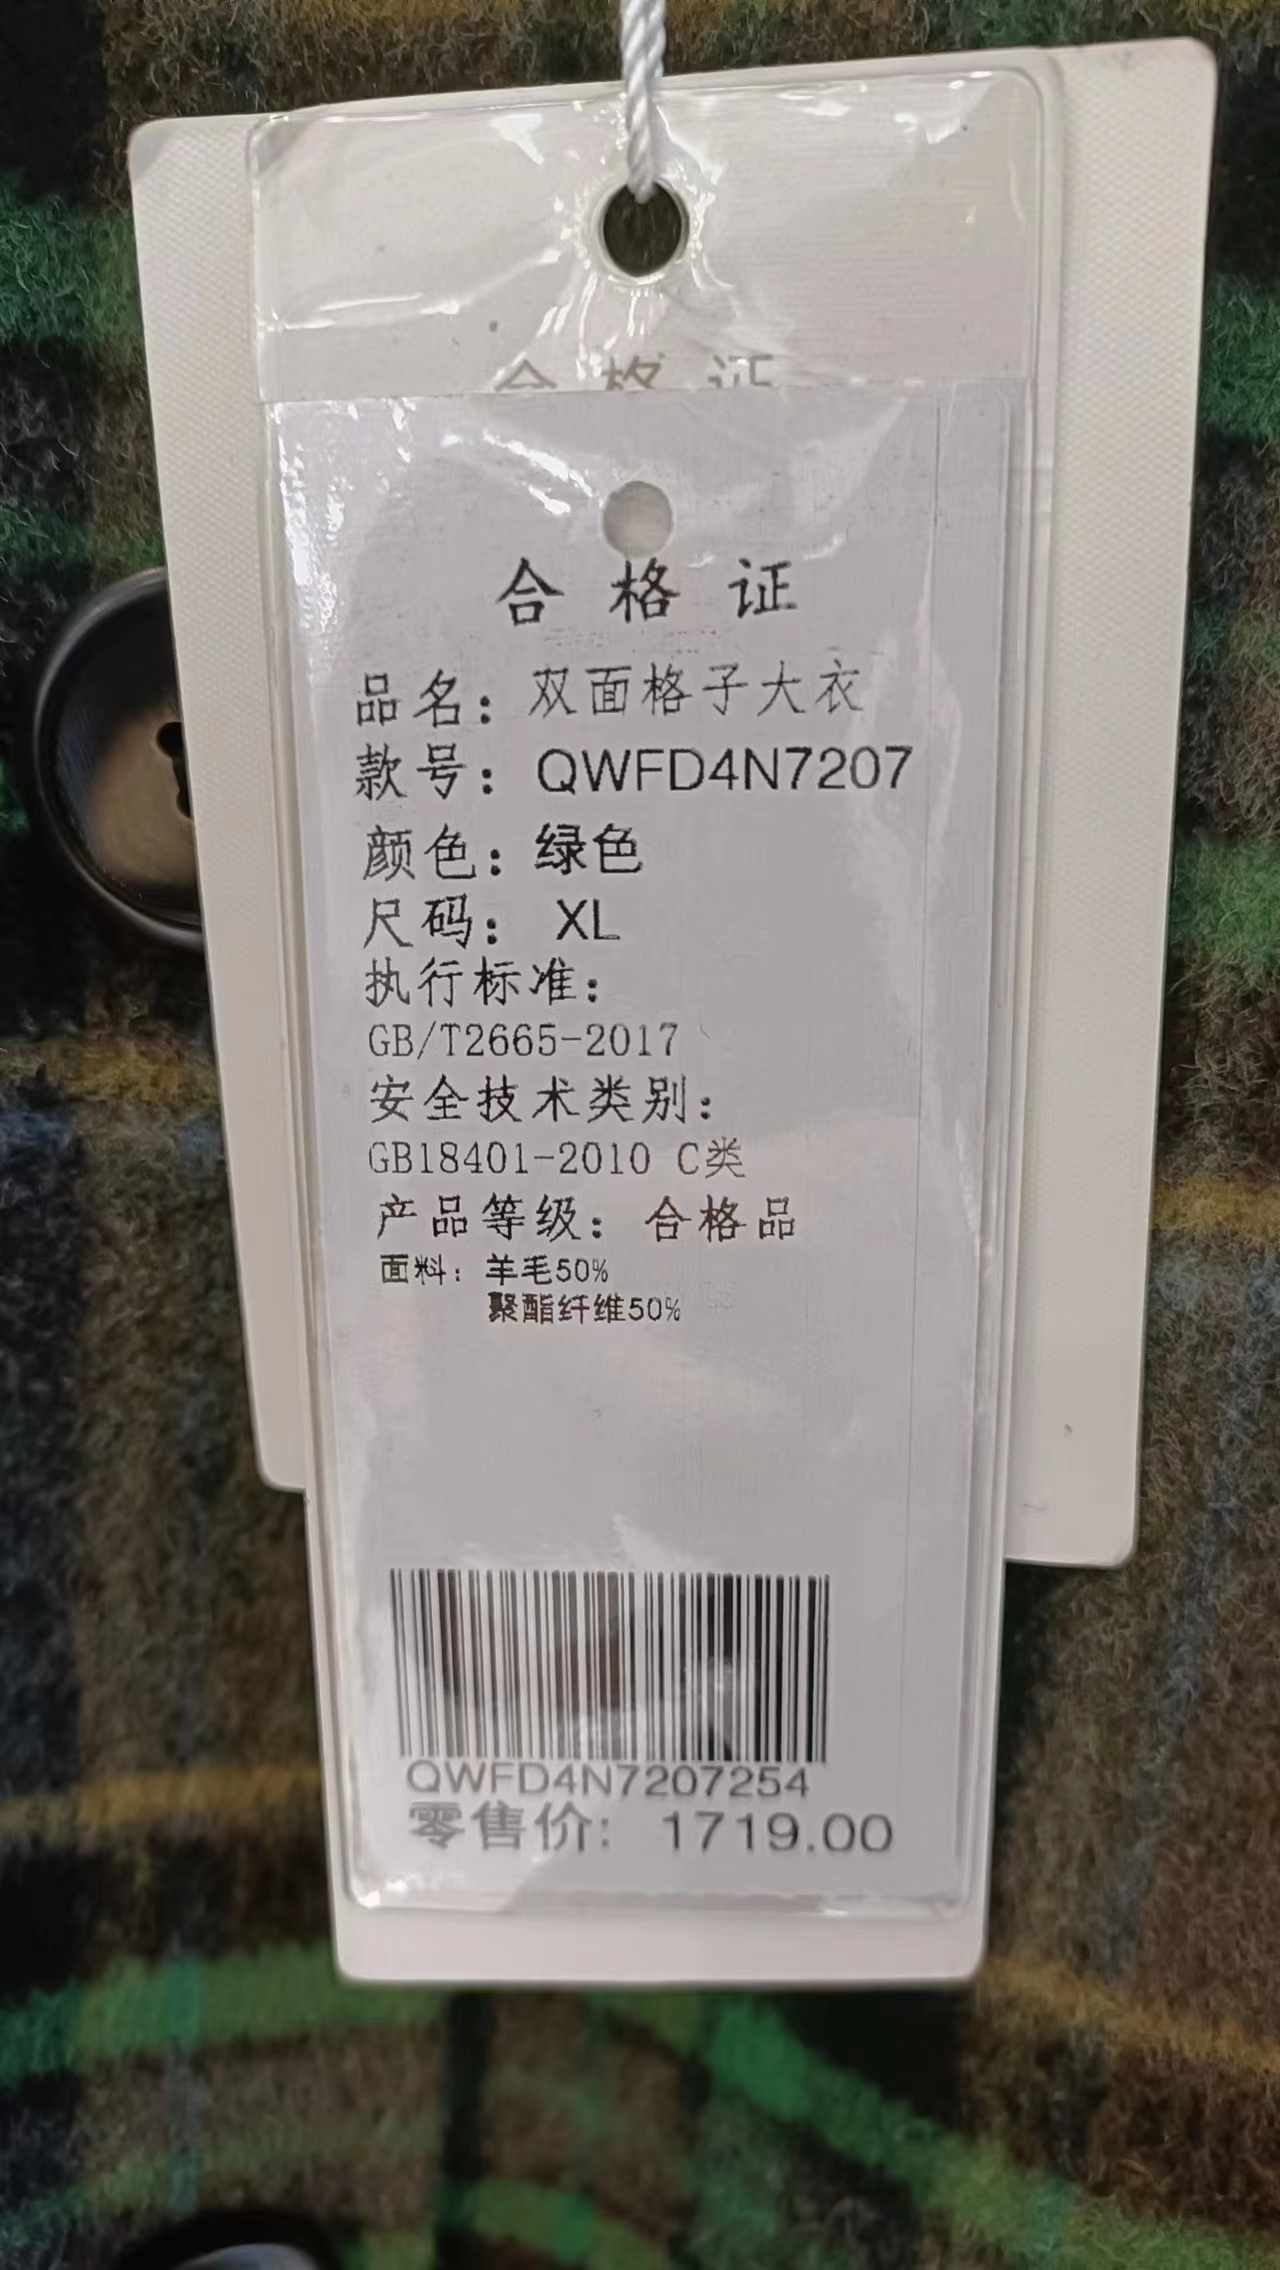 合格证
合格证
品名：双面格子大衣
款号：QWFD4N7207
颜色：绿色
尺码： XL
执行标准：
GB/T2665-2017
安全技术类别：
GB18401-2010 C类
产品等级：合格品
面料：羊毛50%
聚酯纤维50%
QWFD4N7207254
零售价: 1719.00